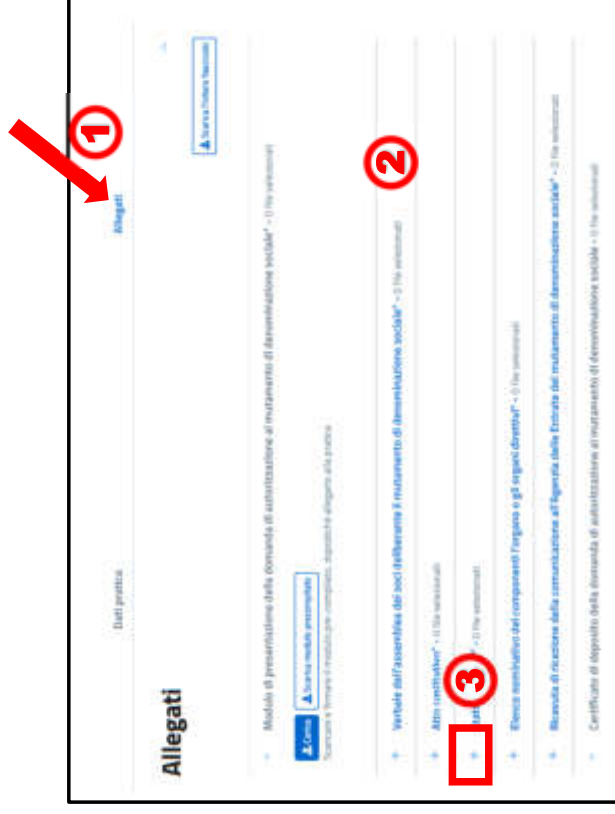 Dati pratica
Allegati
1
Allegati
Scarica l'intero fascicolo
- Modulo di presentazione della domanda di autorizzazione al mutamento di denominazione sociale* - 0 file selezionati
Carica
Scarica modulo precompilato
Scaricare e firmare il modulo pre-compilato, dopodiché allegarlo alla pratica
2
+ Verbale dell'assemblea dei soci deliberante il mutamento di denominazione sociale* - 0 file selezionati
+ Atto costitutivo* - 0 file selezionati
3
+ - 0 file selezionati
+ Elenco nominativo dei componenti l'organo o gli organi direttivi* - 0 file selezionati
+ Ricevuta di ricezione della comunicazione all'Agenzia delle Entrate del mutamento di denominazione sociale* - 0 file selezionati
- Certificato di deposito della domanda di autorizzazione al mutamento di denominazione sociale - 0 file selezionati